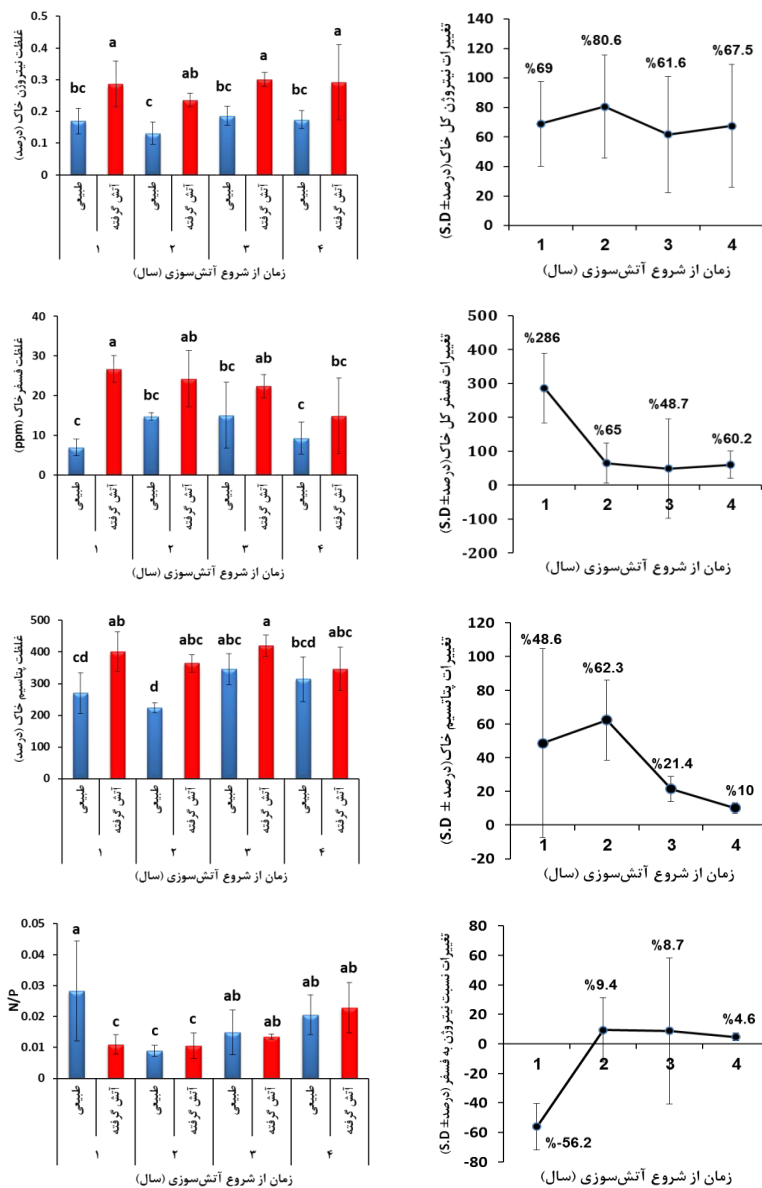 غلظت نیتروژن خاک (درصد)
0.5
0.4
0.3
0.2
0.1
0
bc
a
c
ab
bc
a
bc
a
طبیعی
آتش گرفته
طبیعی
آتش گرفته
طبیعی
آتش گرفته
طبیعی
آتش گرفته
۱
۲
۳
۴
زمان از شروع آتش‌سوزی (سال)
تغییرات نیتروژن کل خاک(درصد±S.D)
140
120
100
80
60
40
20
0
%69
%80.6
%61.6
%67.5
1
2
3
4
زمان از شروع آتش‌سوزی (سال)
غلظت فسفرخاک (ppm)
40
30
20
10
0
c
a
bc
ab
bc
ab
c
bc
طبیعی
آتش گرفته
طبیعی
آتش گرفته
طبیعی
آتش گرفته
طبیعی
آتش گرفته
۱
۲
۳
۴
زمان از شروع آتش‌سوزی (سال)
تغییرات فسفر کل خاک(درصد±S.D)
500
400
300
200
100
0
-100
-200
%286
%65
%48.7
%60.2
1
2
3
4
زمان از شروع آتش‌سوزی (سال)
غلظت پتاسیم خاک (درصد)
500
400
300
200
100
0
cd
ab
d
abc
abc
a
bcd
abc
طبیعی
آتش گرفته
طبیعی
آتش گرفته
طبیعی
آتش گرفته
طبیعی
آتش گرفته
۱
۲
۳
۴
زمان از شروع آتش‌سوزی (سال)
تغییرات پتاتسیم خاک(درصد ± S.D)
120
100
80
60
40
20
0
-20
%48.6
%62.3
%21.4
%10
1
2
3
4
زمان از شروع آتش‌سوزی (سال)
N/P
0.05
0.04
0.03
0.02
0.01
0
a
c
c
c
ab
ab
ab
ab
طبیعی
آتش گرفته
طبیعی
آتش گرفته
طبیعی
آتش گرفته
طبیعی
آتش گرفته
۱
۲
۳
۴
زمان از شروع آتش‌سوزی (سال)
تغییرات نسبت نیتروژن به فسفر (درصد±S.D)
80
60
40
20
0
-20
-40
-60
-80
%-56.2
%9.4
%8.7
%4.6
1
2
3
4
زمان از شروع آتش‌سوزی (سال)